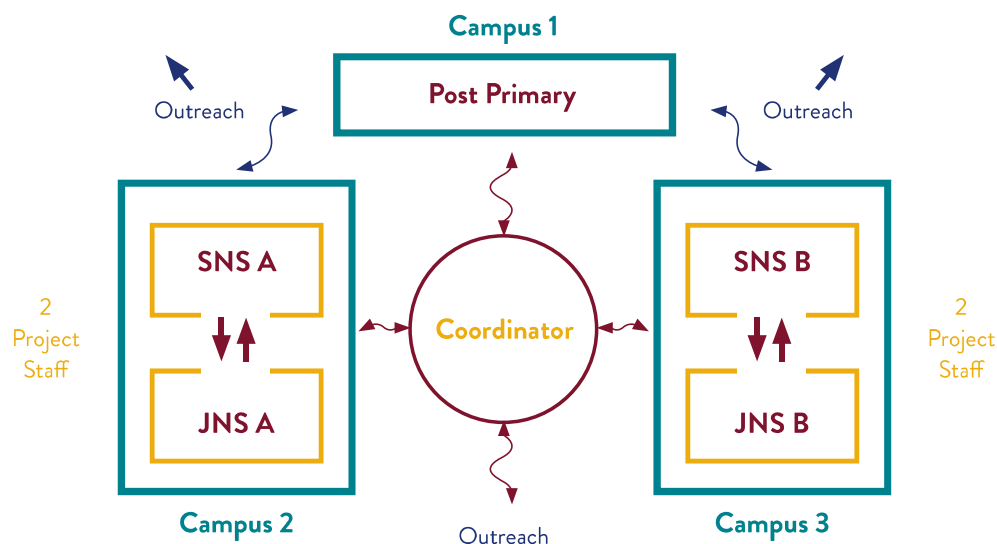 Campus 1
Post Primary
Outreach
Outreach
SNS A
SNS B
2
Project
Staff
Coordinator
2
Project
Staff
JNS A
JNS B
Campus 2
Campus 3
Outreach